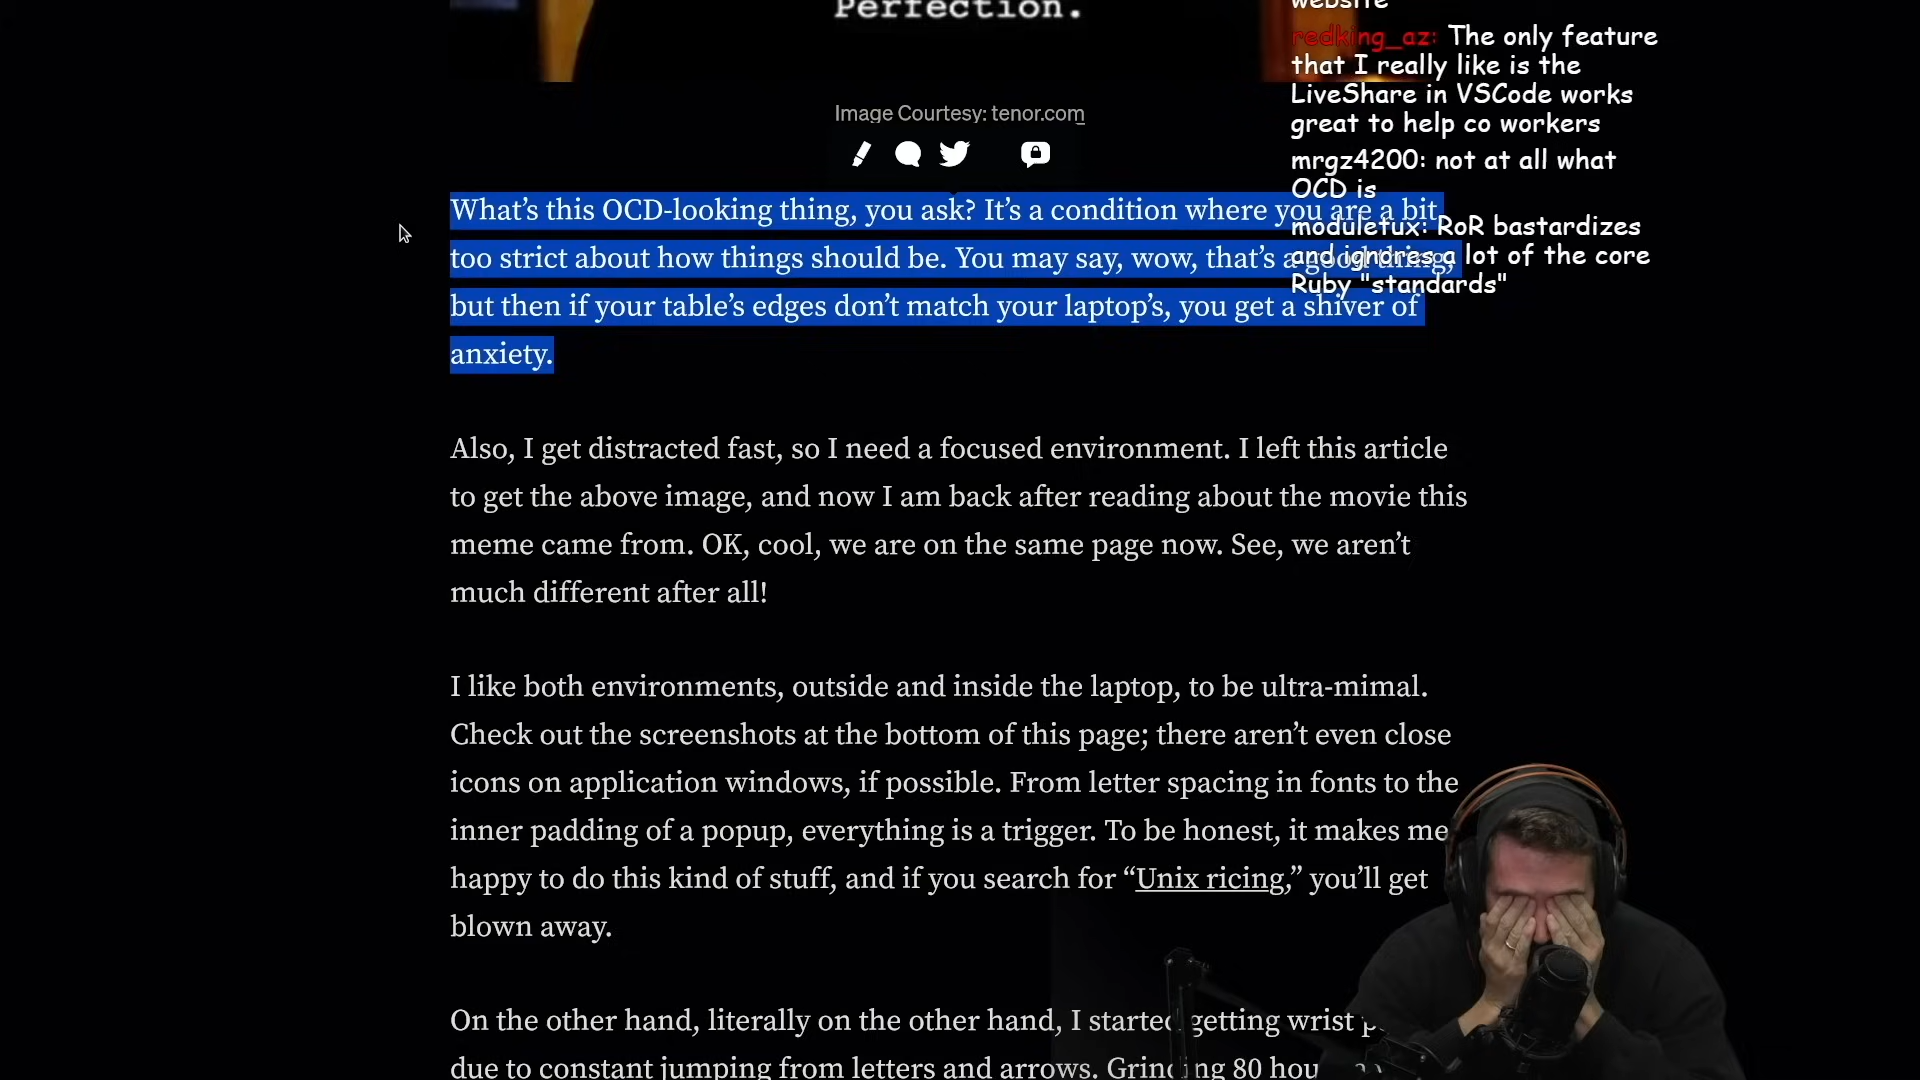 Perfection.
Image Courtesy: tenor.com
What’s this OCD-looking thing, you ask? It’s a condition where you are a bit
too strict about how things should be. You may say, wow, that’s a good thing,
but then if your table’s edges don’t match your laptop’s, you get a shiver of
anxiety.
Also, I get distracted fast, so I need a focused environment. I left this article
to get the above image, and now I am back after reading about the movie this
meme came from. OK, cool, we are on the same page now. See, we aren’t
much different after all!
I like both environments, outside and inside the laptop, to be ultra-mimal.
Check out the screenshots at the bottom of this page; there aren’t even close
icons on application windows, if possible. From letter spacing in fonts to the
inner padding of a popup, everything is a trigger. To be honest, it makes me
happy to do this kind of stuff, and if you search for “Unix ricing,” you’ll get
blown away.
On the other hand, literally on the other hand, I started getting wrist
due to constant jumping from letters and arrows. Grinding 80
website
redking_az: The only feature
that I really like is the
LiveShare in VSCode works
great to help co workers
mrgz4200: not at all what
OCD is
moduletux: RoR bastardizes
and ignores a lot of the core
Ruby "standards"